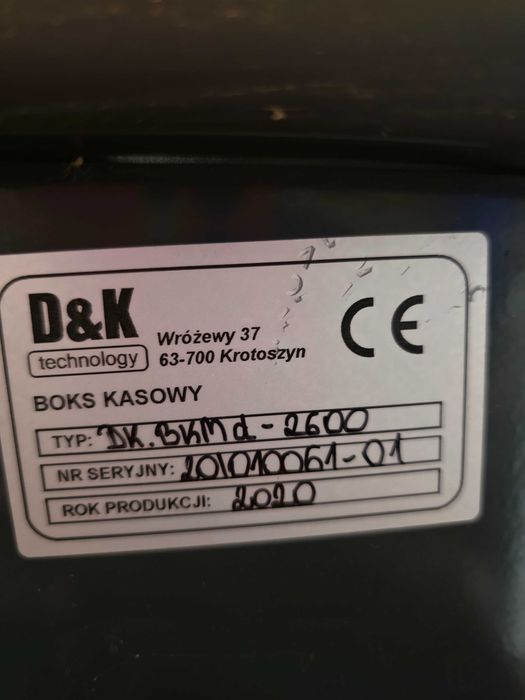 D&K
technology
Wróżewy 37
63-700 Krotoszyn
CE
BOKS KASOWY
TYP: DK.BKMd-2600
NR SERYJNY: 201010061-01
ROK PRODUKCJI: 2020